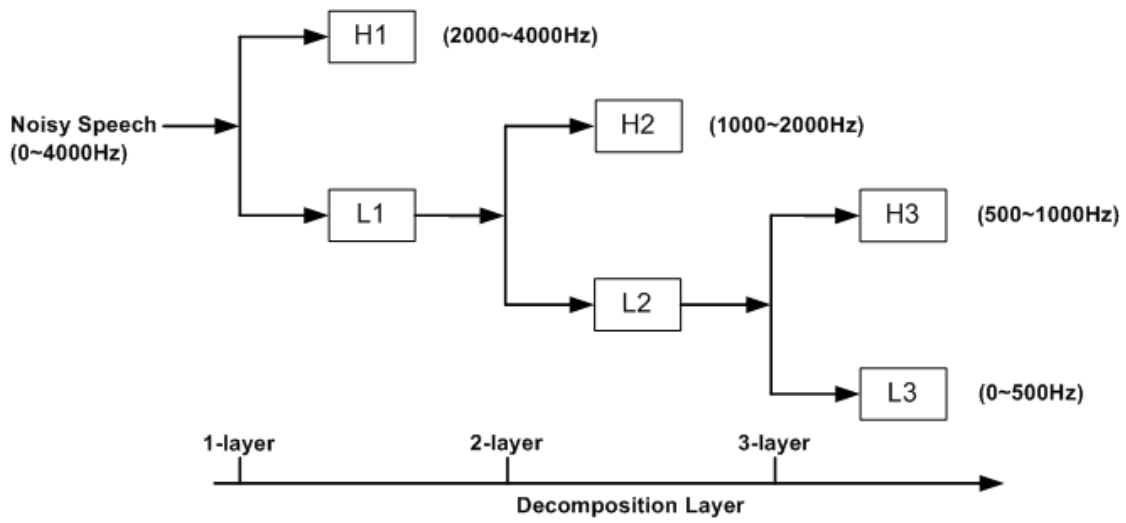 H1 (2000~4000Hz)
Noisy Speech
(0~4000Hz)
H2 (1000~2000Hz)
L1
H3 (500~1000Hz)
L2
L3 (0~500Hz)
1-layer 2-layer 3-layer
Decomposition Layer